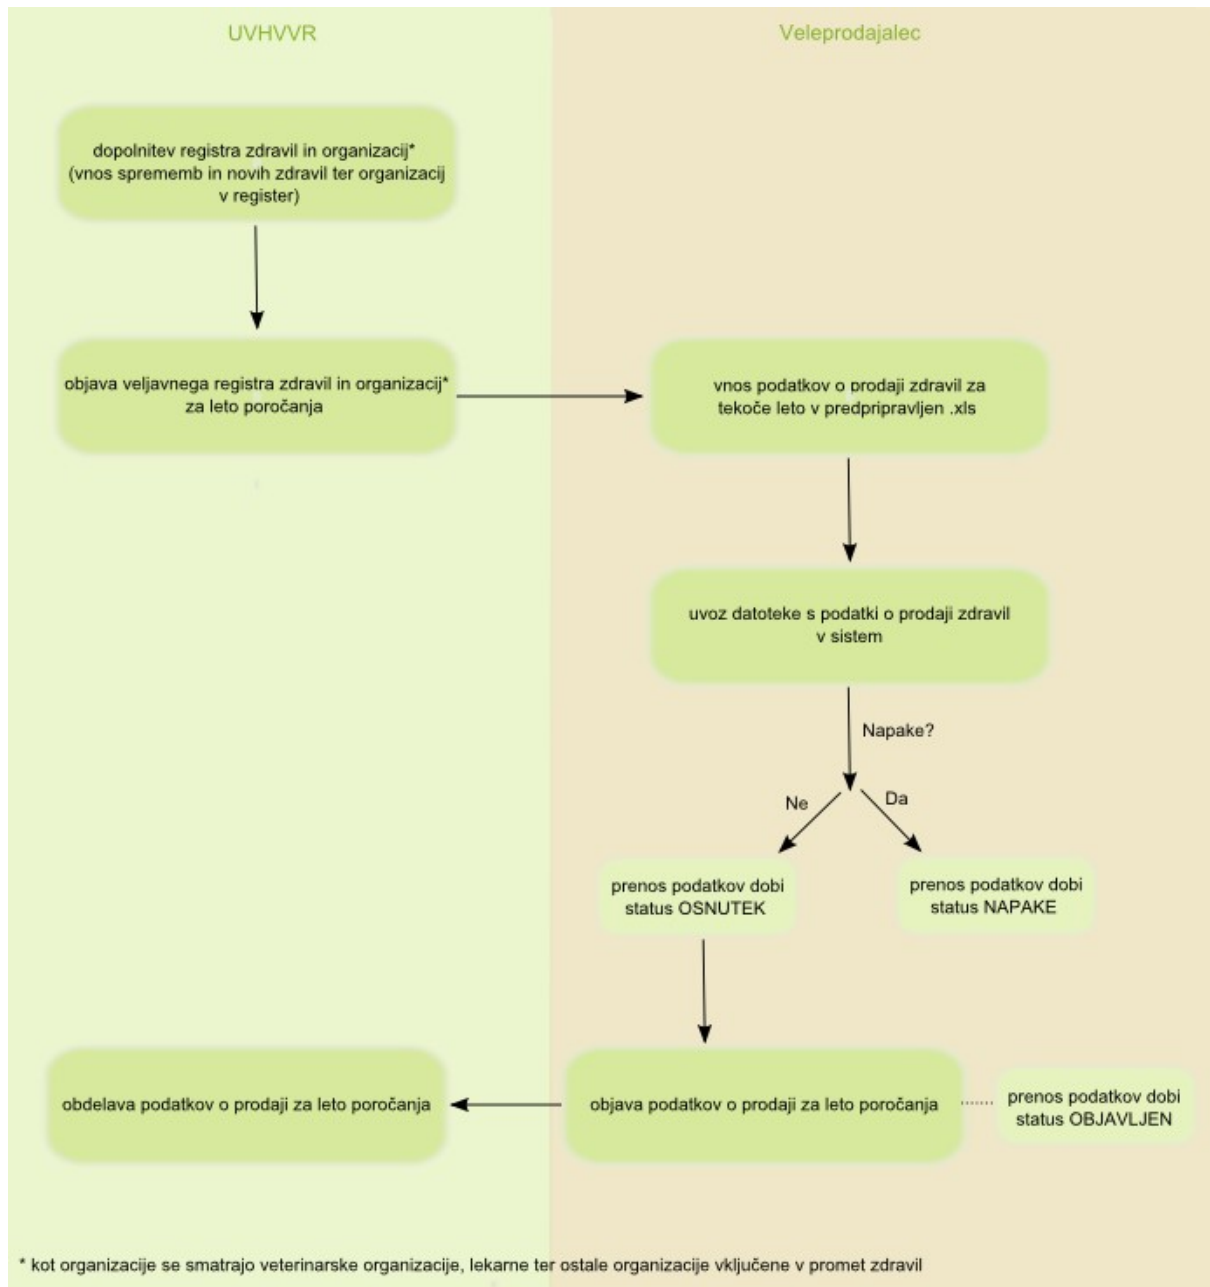 UVHVVR
Veleprodajalec
dopolnitev registra zdravil in organizacij*
(vnos sprememb in novih zdravil ter organizacij
v register)
objava veljavnega registra zdravil in organizacij*
za leto poročanja
vnos podatkov o prodaji zdravil za
tekoče leto v predpripravljen .xls
uvoz datoteke s podatki o prodaji zdravil
v sistem
Napake?
Ne
Da
prenos podatkov dobi
status OSNUTEK
prenos podatkov dobi
status NAPAKE
obdelava podatkov o prodaji za leto poročanja
objava podatkov o prodaji za leto poročanja
prenos podatkov dobi
status OBJAVLJEN
* kot organizacije se smatrajo veterinarske organizacije, lekarne ter ostale organizacije vključene v promet zdravil